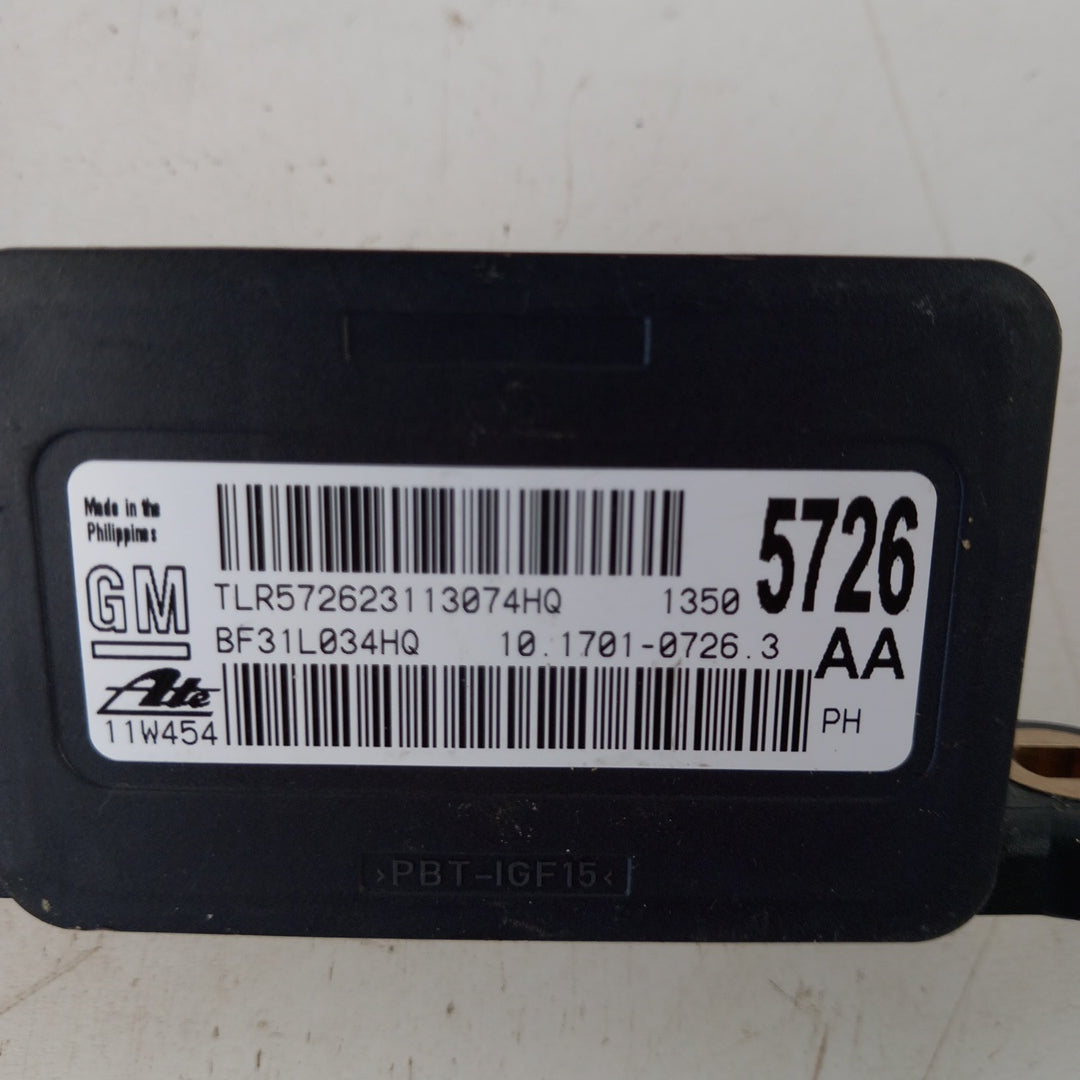 Made in the
Philippines
GM
TLR572623113074HQ 1350
5726
BF31L034HQ 10.1701-0726.3
AA
Ate
11W454
PH
>PBT-IGF15<